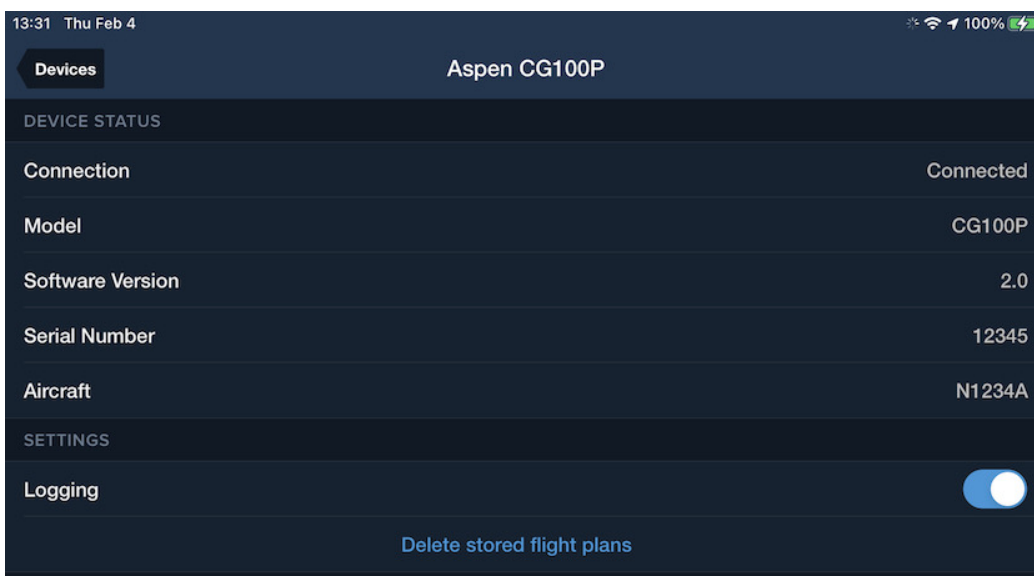 13:31 Thu Feb 4 100%
Devices Aspen CG100P
DEVICE STATUS
Connection Connected
Model CG100P
Software Version 2.0
Serial Number 12345
Aircraft N1234A
SETTINGS
Logging
Delete stored flight plans